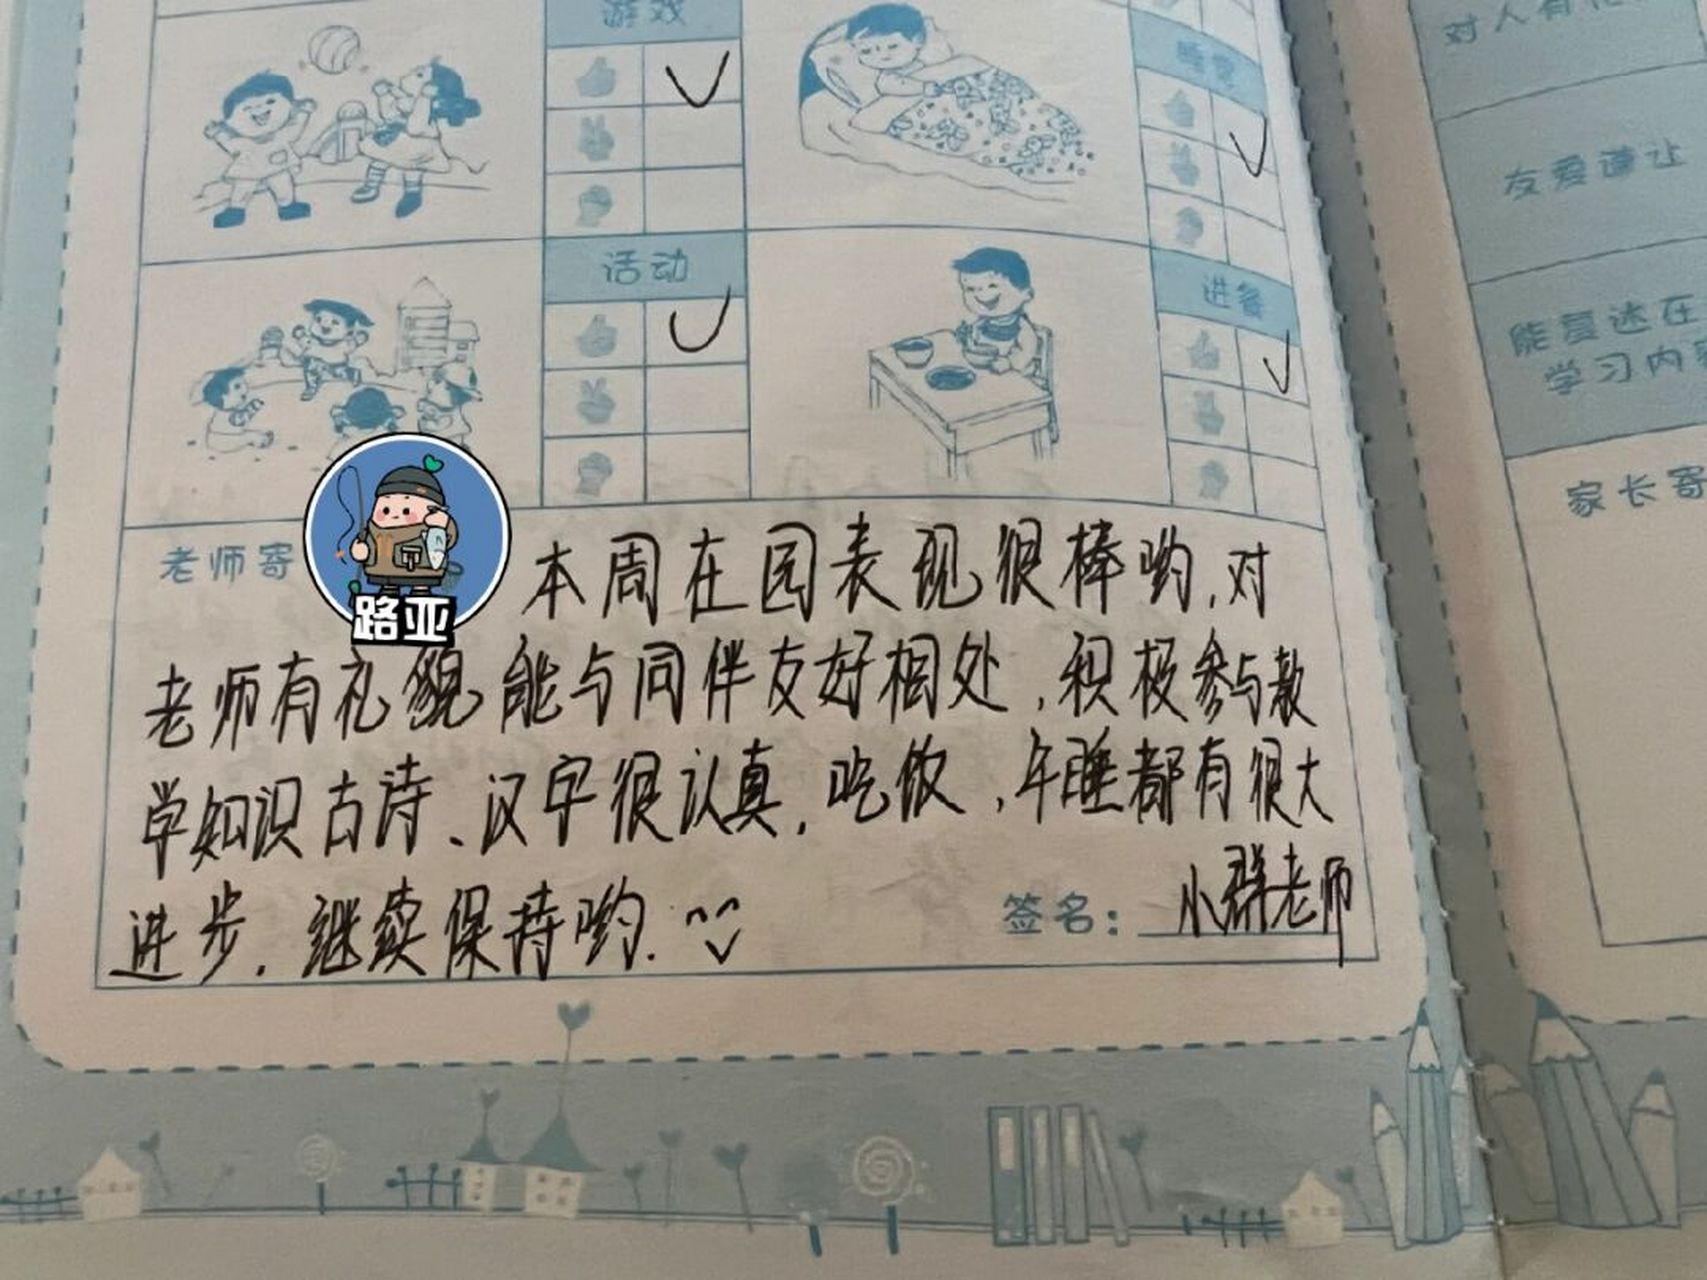 游戏
睡觉
活动
进餐
老师寄
路亚
本周在园表现很棒哟,对
老师有礼貌能与同伴友好相处,积极参与教
学知识古诗、汉字很认真,吃饭,午睡都有很大
进步.继续保持哟.
签名:小群老师
对人有
友爱谦让
能复述在
学习内
家长寄